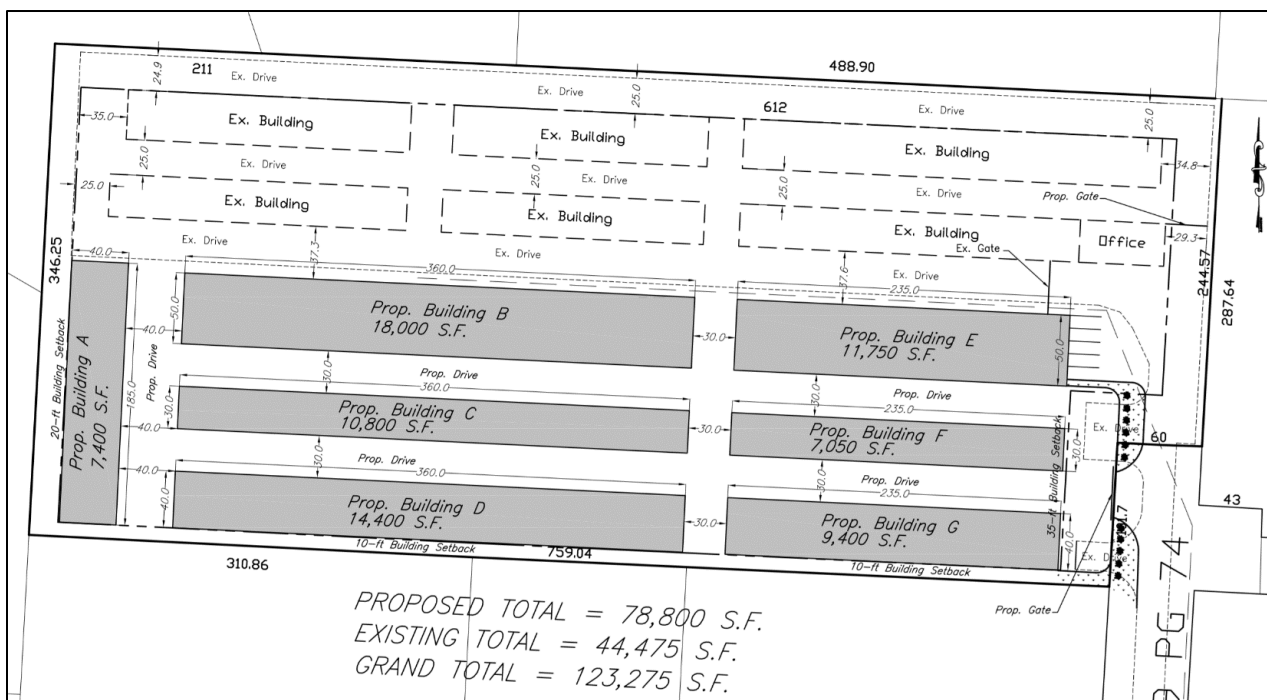 488.90
211
Ex. Drive
24.9
Ex. Drive
25.0
612
Ex. Drive
25.0
35.0
Ex. Building
Ex. Building
Ex. Building
25.0
Ex. Drive
25.0
Ex. Drive
25.0
Ex. Drive
34.8
25.0
Prop. Gate
Ex. Building
Ex. Building
Ex. Building
Office
29.3
Ex. Gate
244.57
287.64
346.25
40.0
Ex. Drive
37.3
Ex. Drive
360.0
37.6
Ex. Drive
235.0
50.0
Prop. Building B
18,000 S.F.
Prop. Building E
11,750 S.F.
50.0
40.0
30.0
20-ft Building Setback
Prop. Building A
7,400 S.F.
185.0
Prop. Drive
30.0
Prop. Drive
360.0
30.0
Prop. Drive
235.0
30.0
Prop. Building C
10,800 S.F.
30.0
Prop. Building F
7,050 S.F.
30.0
Ex. Drive
60
40.0
35-ft Building Setback
40.0
30.0
Prop. Drive
360.0
30.0
Prop. Drive
235.0
43
40.0
Prop. Building D
14,400 S.F.
30.0
Prop. Building G
9,400 S.F.
40.0
Ex. Drive
10-ft Building Setback
759.04
10-ft Building Setback
310.86
Prop. Gate
PG 74
PROPOSED TOTAL = 78,800 S.F.
EXISTING TOTAL = 44,475 S.F.
GRAND TOTAL = 123,275 S.F.